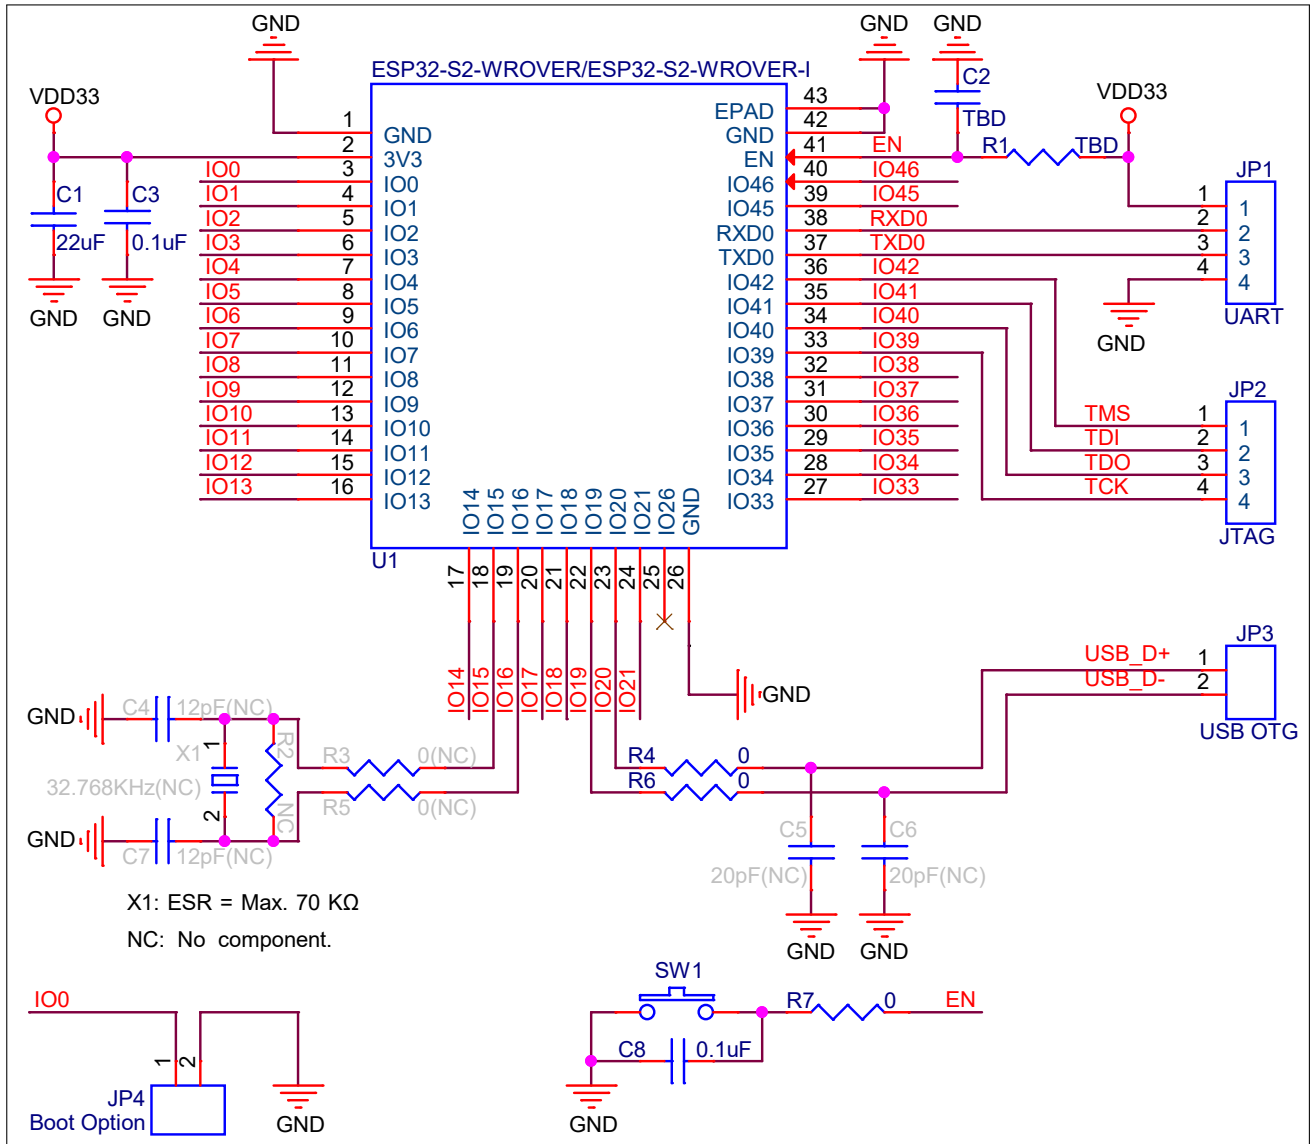 GND
GND
GND
ESP32-S2-WROVER/ESP32-S2-WROVER-I
C2
TBD
VDD33
VDD33
1 GND
2 3V3
IO0 3 IO0
IO1 4 IO1
IO2 5 IO2
IO3 6 IO3
IO4 7 IO4
IO5 8 IO5
IO6 9 IO6
IO7 10 IO7
IO8 11 IO8
IO9 12 IO9
IO10 13 IO10
IO11 14 IO11
IO12 15 IO12
IO13 16 IO13
C1
22uF
C3
0.1uF
GND
GND
EPAD 43
GND 42
EN 41 EN
R1 TBD
IO46 40 IO46
IO45 39 IO45
RXD0 38 RXD0
TXD0 37 TXD0
IO42 36 IO42
IO41 35 IO41
IO40 34 IO40
IO39 33 IO39
IO38 32 IO38
IO37 31 IO37
IO36 30 IO36
IO35 29 IO35
IO34 28 IO34
IO33 27 IO33
JP1
1 1
2 2
3 3
4 4
UART
GND
JP2
TMS 1 1
TDI 2 2
TDO 3 3
TCK 4 4
JTAG
U1
IO14 17 IO14
IO15 18 IO15
IO16 19 IO16
IO17 20 IO17
IO18 21 IO18
IO19 22 IO19
IO20 23 IO20
IO21 24 IO21
IO26 25
GND 26
GND
JP3
USB_D+ 1
USB_D- 2
USB OTG
GND C4 12pF(NC)
X1 1
32.768KHz(NC)
2
R2 NC
R3 0(NC)
R5 0(NC)
GND C7 12pF(NC)
R4 0
R6 0
C5
20pF(NC)
C6
20pF(NC)
GND
GND
X1: ESR = Max. 70 KΩ
NC: No component.
IO0
1 2
JP4
Boot Option
GND
SW1
R7 0 EN
C8 0.1uF
GND